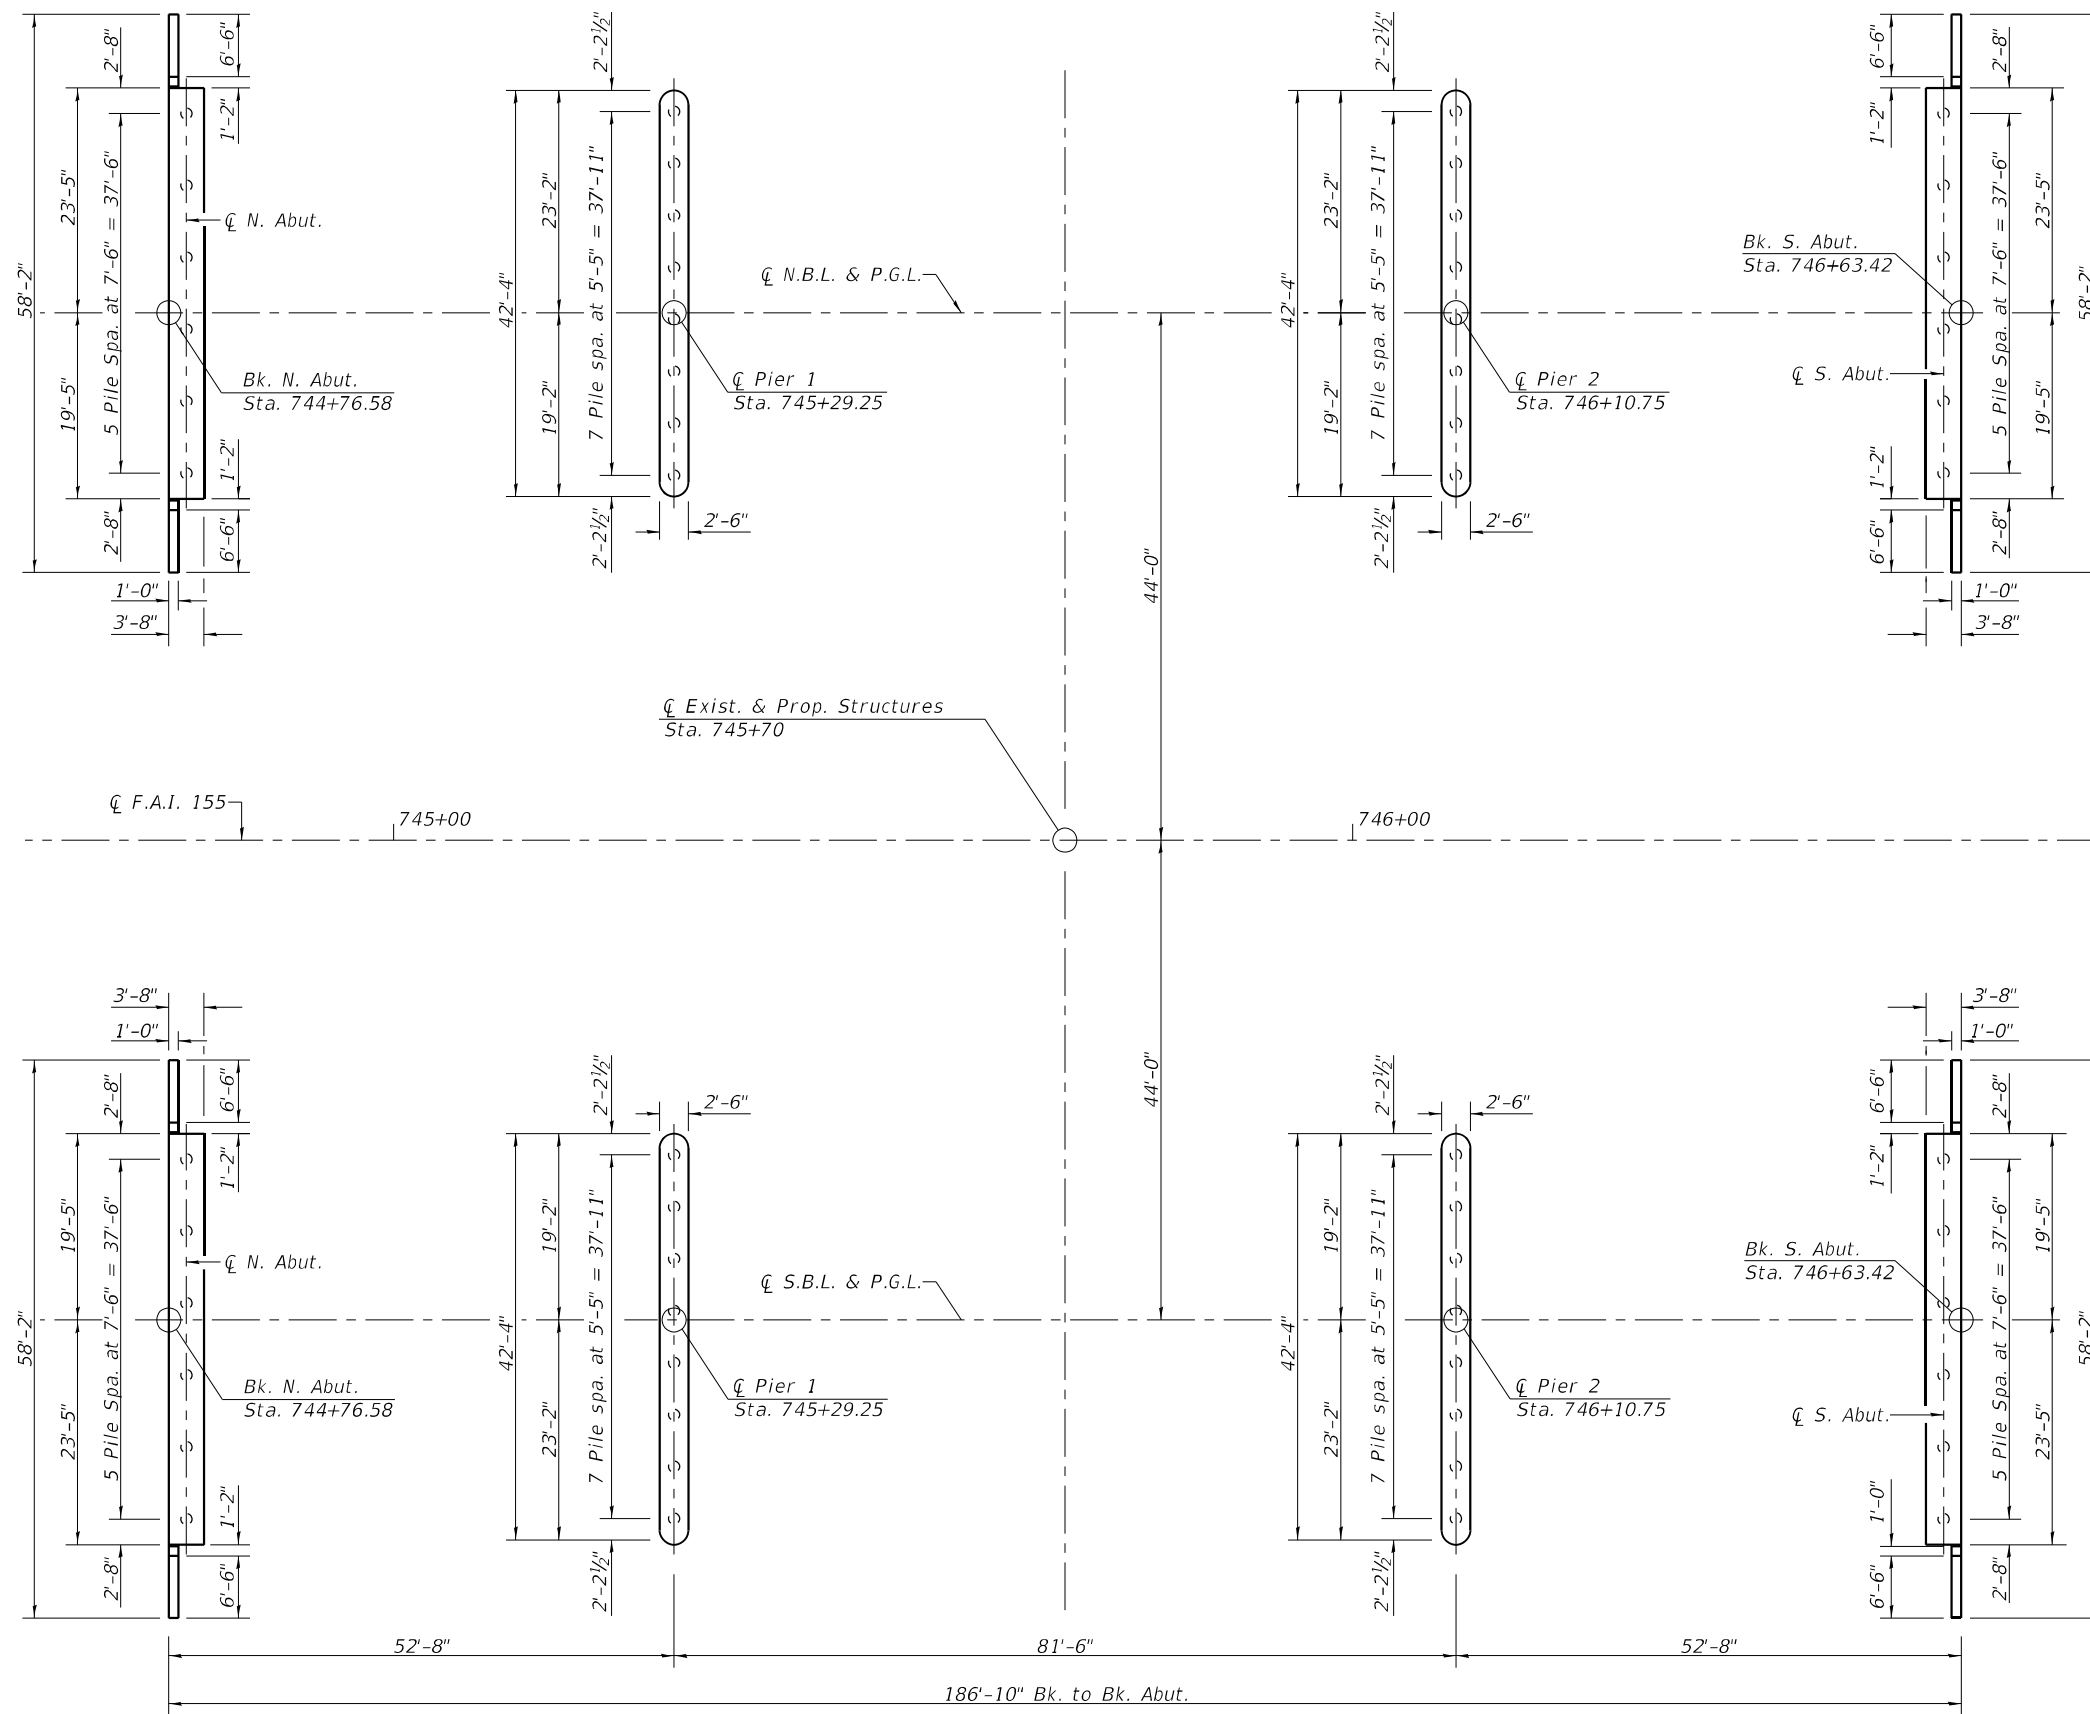 2'-8"
6'-6"
2'-2½"
2'-2½"
6'-6"
2'-8"
1'-2"
1'-2"
58'-2"
23'-5"
5 Pile Spa. at 7'-6" = 37'-6"
℄ N. Abut.
42'-4"
23'-2"
7 Pile spa. at 5'-5" = 37'-11"
℄ N.B.L. & P.G.L.
42'-4"
23'-2"
7 Pile spa. at 5'-5" = 37'-11"
Bk. S. Abut.
Sta. 746+63.42
5 Pile Spa. at 7'-6" = 37'-6"
23'-5"
58'-2"
19'-5"
Bk. N. Abut.
Sta. 744+76.58
19'-2"
℄ Pier 1
Sta. 745+29.25
19'-2"
℄ Pier 2
Sta. 746+10.75
℄ S. Abut.
19'-5"
1'-2"
1'-2"
2'-8"
6'-6"
2'-2½"
2'-6"
2'-2½"
2'-6"
6'-6"
2'-8"
1'-0"
3'-8"
44'-0"
1'-0"
3'-8"
℄ Exist. & Prop. Structures
Sta. 745+70
℄ F.A.I. 155
745+00
746+00
3'-8"
1'-0"
44'-0"
3'-8"
1'-0"
2'-8"
6'-6"
2'-2½"
2'-6"
2'-2½"
2'-6"
6'-6"
2'-8"
1'-2"
1'-2"
58'-2"
19'-5"
5 Pile Spa. at 7'-6" = 37'-6"
℄ N. Abut.
42'-4"
19'-2"
7 Pile spa. at 5'-5" = 37'-11"
℄ S.B.L. & P.G.L.
42'-4"
19'-2"
7 Pile spa. at 5'-5" = 37'-11"
Bk. S. Abut.
Sta. 746+63.42
5 Pile Spa. at 7'-6" = 37'-6"
19'-5"
58'-2"
23'-5"
Bk. N. Abut.
Sta. 744+76.58
23'-2"
℄ Pier 1
Sta. 745+29.25
23'-2"
℄ Pier 2
Sta. 746+10.75
℄ S. Abut.
23'-5"
1'-2"
1'-0"
2'-8"
6'-6"
2'-2½"
2'-2½"
6'-6"
2'-8"
52'-8"
81'-6"
52'-8"
186'-10" Bk. to Bk. Abut.